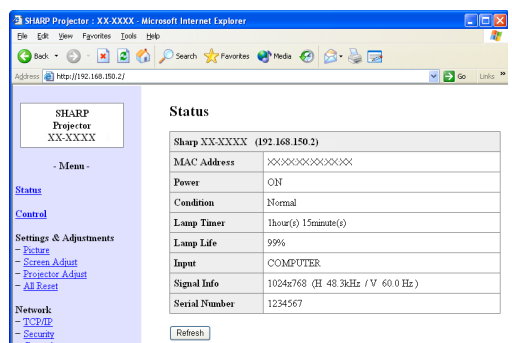 SHARP Projector : XX-XXXX - Microsoft Internet Explorer
File Edit View Favorites Tools Help
Back Search Favorites Media
Address http://192.168.150.2/ Go Links »
SHARP
Projector
XX-XXXX
- Menu -
Status
Control
Settings & Adjustments
– Picture
– Screen Adjust
– Projector Adjust
– All Reset
Network
– TCP/IP
– Security
Status
Sharp XX-XXXX (192.168.150.2)
MAC Address XXXXXXXXXXXX
Power ON
Condition Normal
Lamp Timer 1hour(s) 15minute(s)
Lamp Life 99%
Input COMPUTER
Signal Info 1024x768 (H 48.3kHz / V 60.0 Hz)
Serial Number 1234567
Refresh